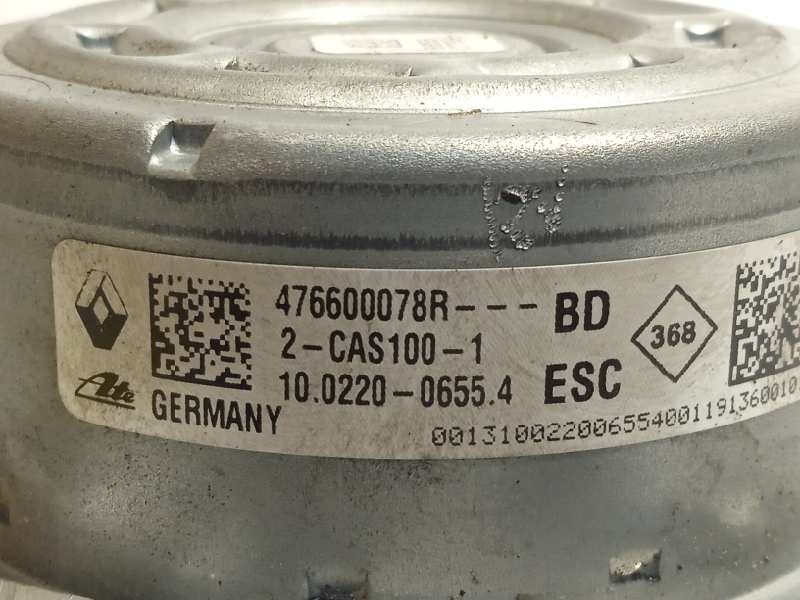 476600078R--- BD
2-CAS100-1
10.0220-0655.4 ESC
368
Ate
GERMANY
00131002200655400119136001